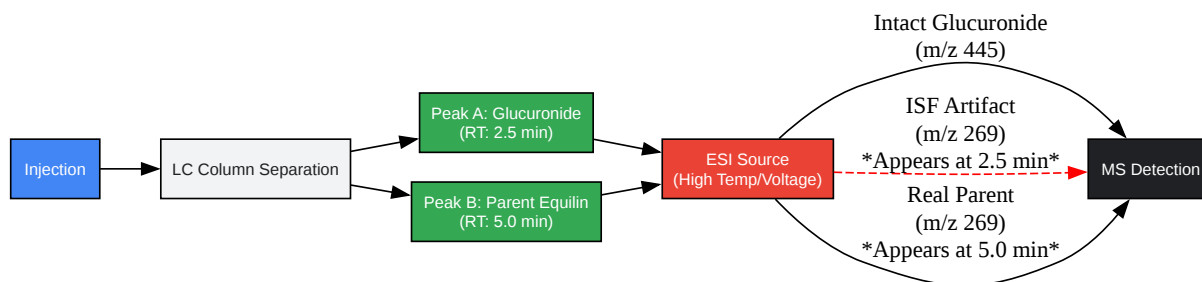 Injection
LC Column Separation
Peak A: Glucuronide
(RT: 2.5 min)
Peak B: Parent Equilin
(RT: 5.0 min)
ESI Source
(High Temp/Voltage)
Intact Glucuronide
(m/z 445)
ISF Artifact
(m/z 269)
*Appears at 2.5 min*
Real Parent
(m/z 269)
*Appears at 5.0 min*
MS Detection